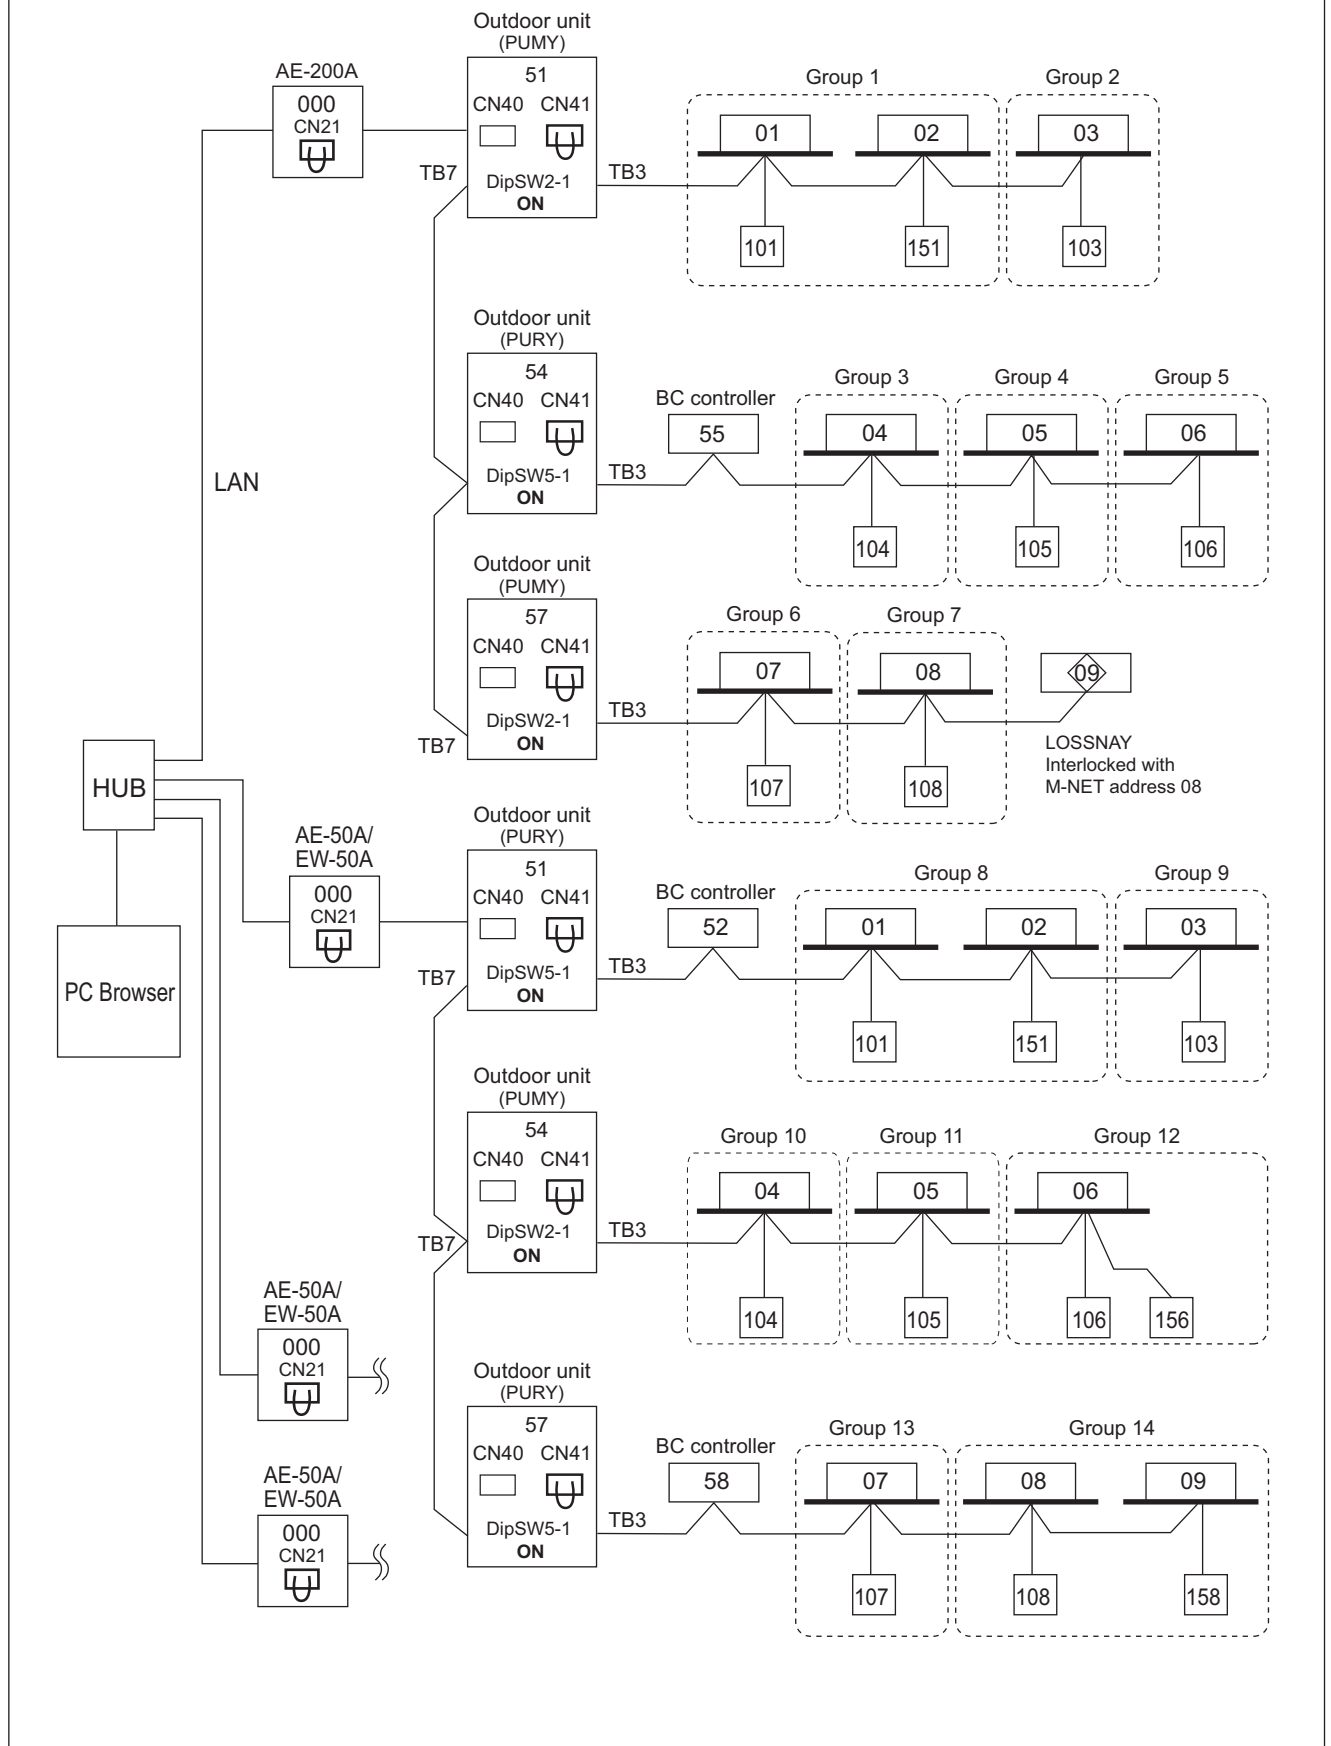 Outdoor unit
(PUMY)
AE-200A
000
CN21
51
CN40 CN41
DipSW2-1
ON
TB7
TB3
Group 1
Group 2
01
02
03
101
151
103
Outdoor unit
(PURY)
54
CN40 CN41
DipSW5-1
ON
TB3
BC controller
55
Group 3
Group 4
Group 5
04
05
06
104
105
106
LAN
Outdoor unit
(PUMY)
57
CN40 CN41
DipSW2-1
ON
TB7
TB3
Group 6
Group 7
07
08
09
107
108
LOSSNAY
Interlocked with
M-NET address 08
HUB
PC Browser
AE-50A/
EW-50A
000
CN21
Outdoor unit
(PURY)
51
CN40 CN41
DipSW5-1
ON
TB7
TB3
BC controller
52
Group 8
Group 9
01
02
03
101
151
103
Outdoor unit
(PUMY)
54
CN40 CN41
DipSW2-1
ON
TB7
TB3
Group 10
Group 11
Group 12
04
05
06
104
105
106
156
AE-50A/
EW-50A
000
CN21
Outdoor unit
(PURY)
57
CN40 CN41
DipSW5-1
ON
TB3
BC controller
58
Group 13
Group 14
07
08
09
107
108
158
AE-50A/
EW-50A
000
CN21